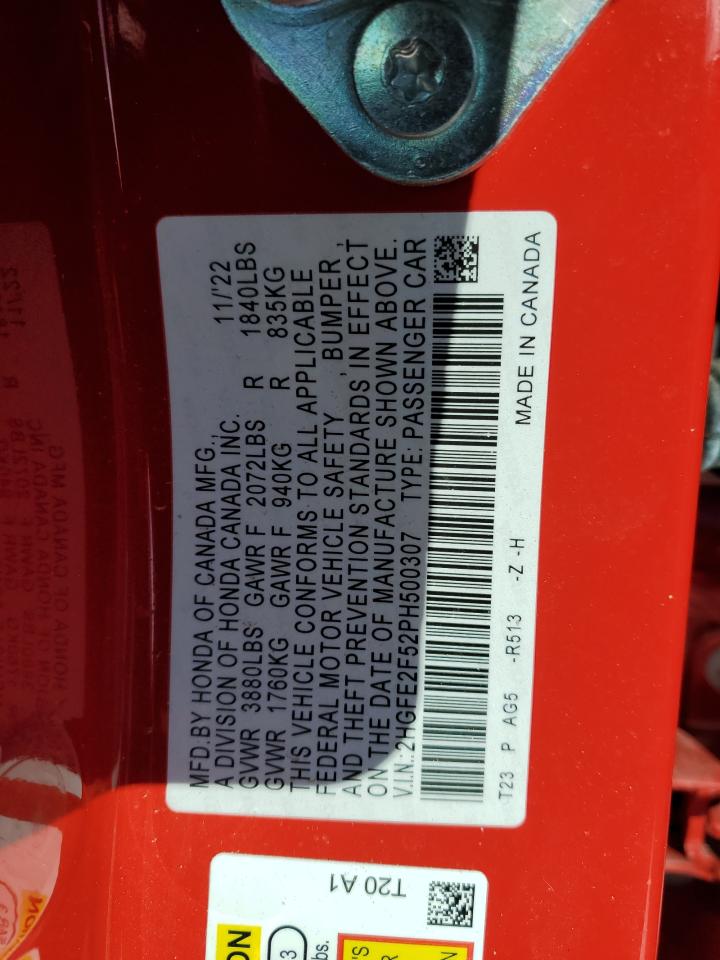 MFD.BY HONDA OF CANADA MFG.,
A DIVISION OF HONDA CANADA INC. 11/'22
GVWR 3880LBS GAWR F 2072LBS R 1840LBS
GVWR 1760KG GAWR F 940KG R 835KG
THIS VEHICLE CONFORMS TO ALL APPLICABLE
FEDERAL MOTOR VEHICLE SAFETY, BUMPER,
AND THEFT PREVENTION STANDARDS IN EFFECT
ON THE DATE OF MANUFACTURE SHOWN ABOVE.
V.I.N.:2HGFE2F52PH500307 TYPE: PASSENGER CAR
T23 P AG5 -R513 -Z -H MADE IN CANADA
T20 A1